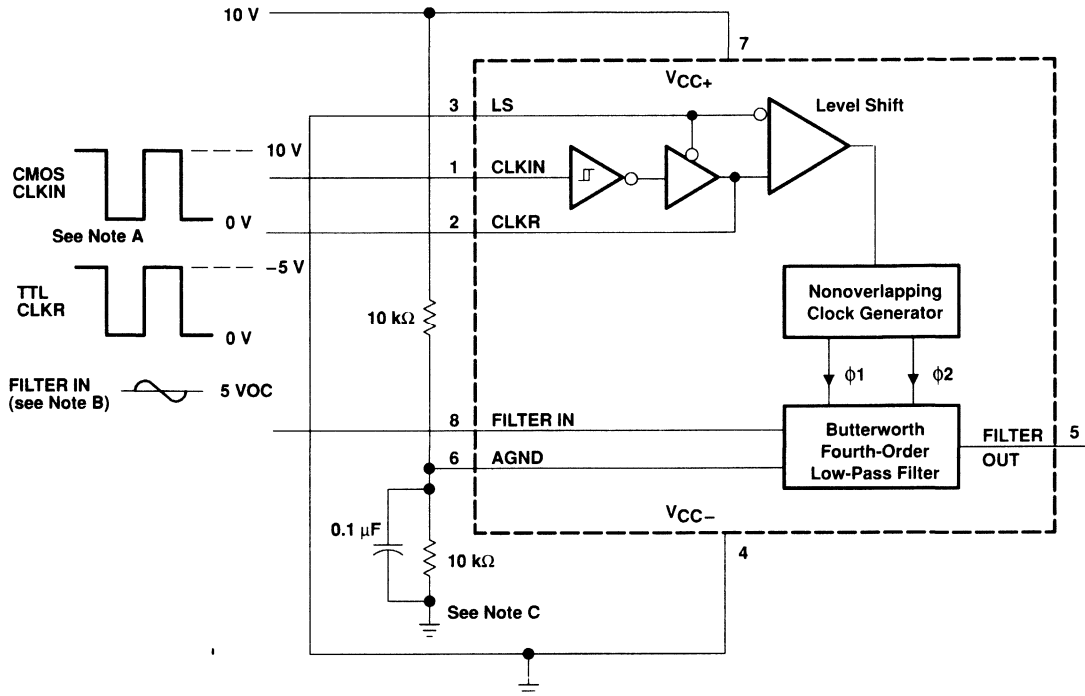 10 V
7
VCC+
3 LS
Level Shift
10 V
CMOS
CLKIN
1 CLKIN
0 V
See Note A
2 CLKR
–5 V
TTL
CLKR
0 V
10 kΩ
Nonoverlapping
Clock Generator
ϕ1
ϕ2
FILTER IN
(see Note B)
5 VOC
8 FILTER IN
6 AGND
Butterworth
Fourth-Order
Low-Pass Filter
FILTER
OUT
5
VCC–
4
0.1 µF
10 kΩ
See Note C